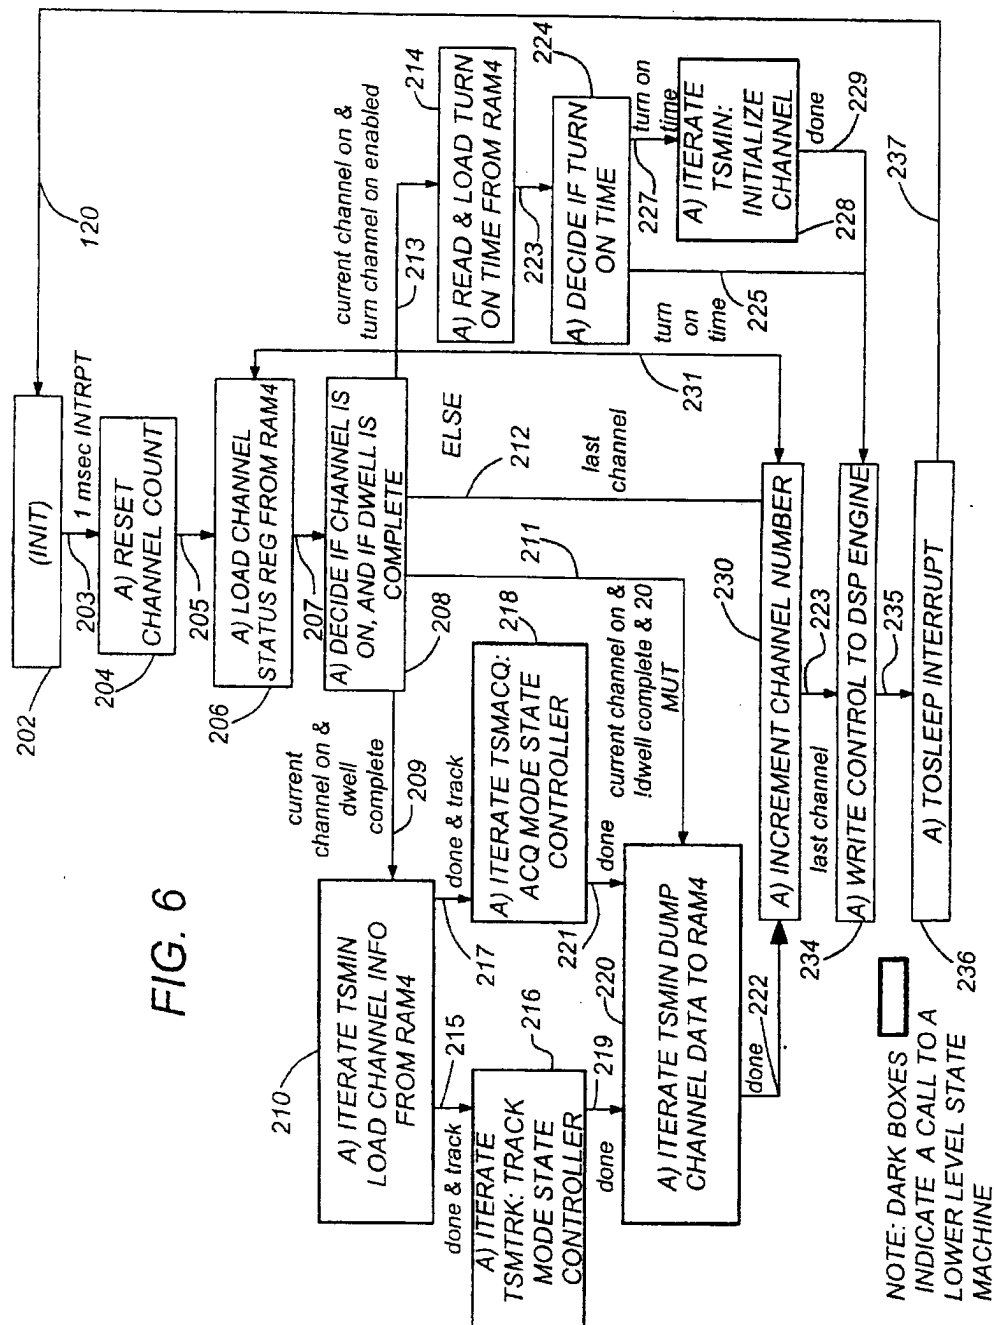 FIG. 6
120
(INIT)
202
203
1 msec INTRPT
A) RESET
CHANNEL COUNT
204
205
A) LOAD CHANNEL
STATUS REG FROM RAM4
206
207
A) DECIDE IF CHANNEL IS
ON, AND IF DWELL IS
COMPLETE
208
current
channel on &
dwell
complete
209
current channel on &
turn channel on enabled
213
214
A) READ & LOAD TURN
ON TIME FROM RAM4
223
224
A) DECIDE IF TURN
ON TIME
turn on
time
227
A) ITERATE
TSMIN:
INITIALIZE
CHANNEL
228
done
229
turn
on
time
225
231
ELSE
212
last
channel
211
current channel on &
!dwell complete & 20
MUT
210
A) ITERATE TSMIN
LOAD CHANNEL INFO
FROM RAM4
done & track
215
217
done & track
216
A) ITERATE
TSMTRK: TRACK
MODE STATE
CONTROLLER
218
A) ITERATE TSMACQ:
ACQ MODE STATE
CONTROLLER
done
219
220
221
done
A) ITERATE TSMIN DUMP
CHANNEL DATA TO RAM4
done
222
230
A) INCREMENT CHANNEL NUMBER
last channel
223
A) WRITE CONTROL TO DSP ENGINE
234
235
A) TOSLEEP INTERRUPT
236
237
NOTE: DARK BOXES
INDICATE A CALL TO A
LOWER LEVEL STATE
MACHINE